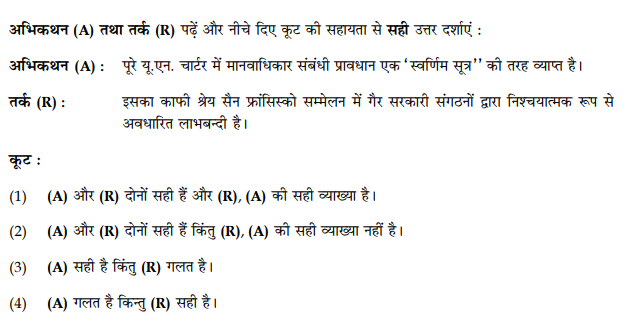 अभिकथन (A) तथा तर्क (R) पढ़ें और नीचे दिए कूट की सहायता से सही उत्तर दर्शाएं :
अभिकथन (A) : पूरे यू.एन. चार्टर में मानवाधिकार संबंधी प्रावधान एक 'स्वर्णिम सूत्र'' की तरह व्याप्त है।
तर्क (R) : इसका काफी श्रेय सैन फ्रांसिस्को सम्मेलन में गैर सरकारी संगठनों द्वारा निश्चयात्मक रूप से
अवधारित लाभबन्दी है।
कूट :
(1) (A) और (R) दोनों सही हैं और (R), (A) की सही व्याख्या है।
(2) (A) और (R) दोनों सही हैं किंतु (R), (A) की सही व्याख्या नहीं है।
(3) (A) सही है किंतु (R) गलत है।
(4) (A) गलत है किन्तु (R) सही है।